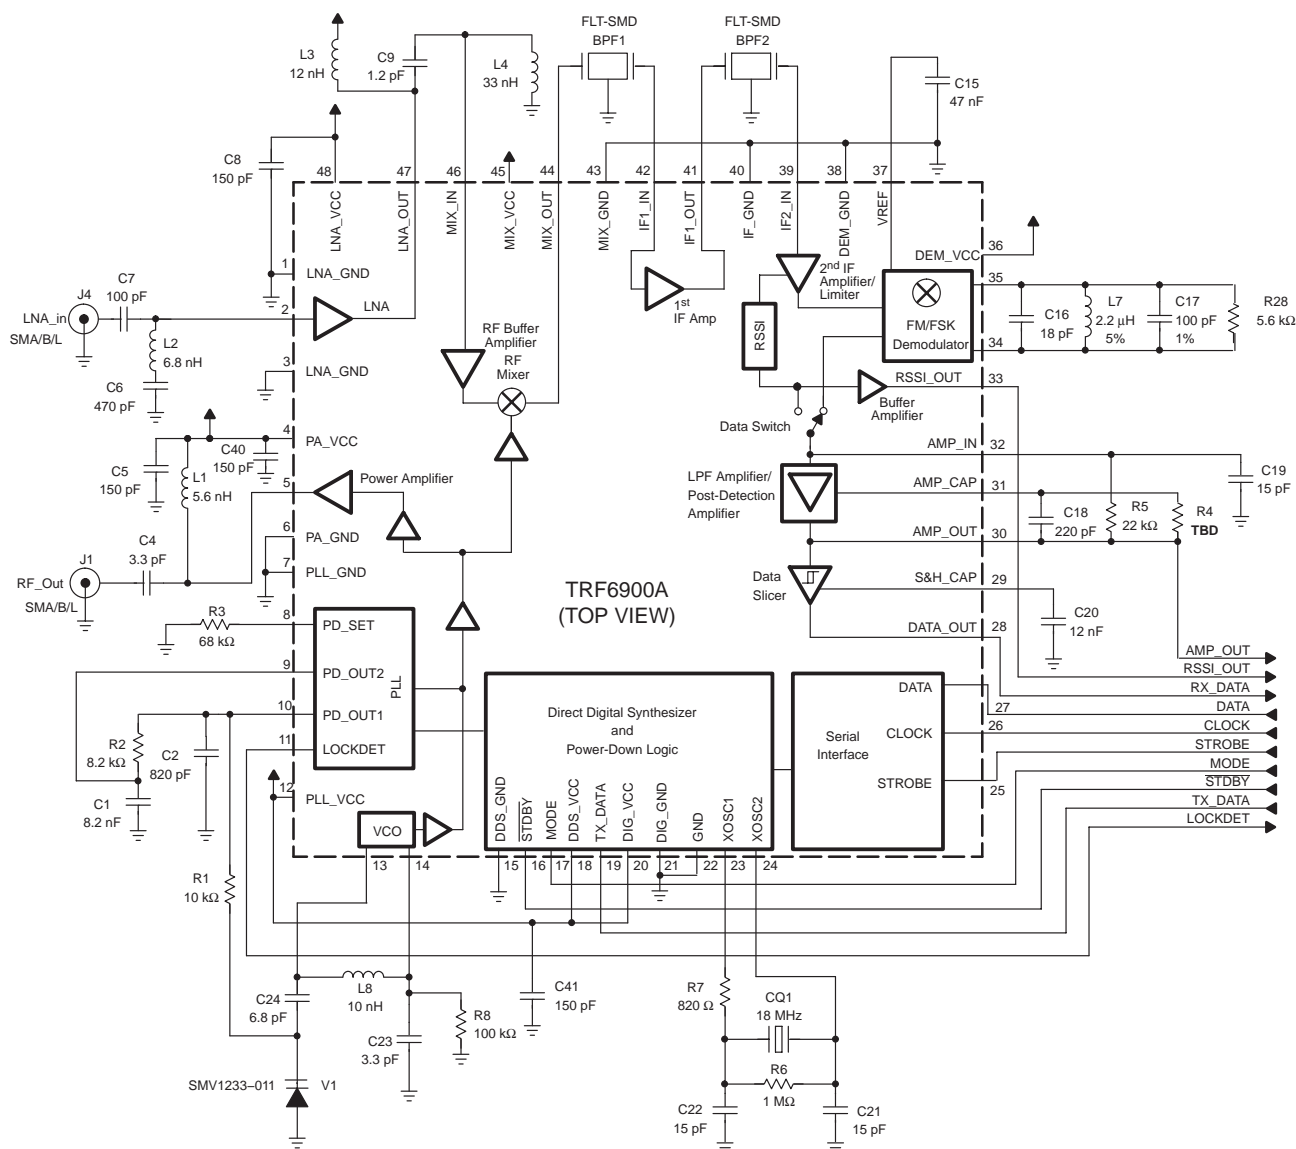 FLT-SMD
BPF1
FLT-SMD
BPF2
L3
12 nH
C9
1.2 pF
L4
33 nH
C15
47 nF
C8
150 pF
48
47
46
45
44
43
42
41
40
39
38
37
LNA_VCC
LNA_OUT
MIX_IN
MIX_VCC
MIX_OUT
MIX_GND
IF1_IN
IF1_OUT
IF_GND
IF2_IN
DEM_GND
VREF
36
DEM_VCC
1
LNA_GND
2nd IF
Amplifier/
Limiter
35
C7
100 pF
J4
LNA_in
SMA/B/L
2
LNA
1st
IF Amp
FM/FSK
Demodulator
C16
18 pF
L7
2.2 μH
5%
C17
100 pF
1%
R28
5.6 kΩ
L2
6.8 nH
RF Buffer
Amplifier
RF
Mixer
RSSI
34
3
LNA_GND
C6
470 pF
RSSI_OUT
33
Buffer
Amplifier
Data Switch
4
PA_VCC
AMP_IN
32
C5
150 pF
L1
5.6 nH
C40
150 pF
Power Amplifier
LPF Amplifier/
Post-Detection
Amplifier
AMP_CAP
31
C19
15 pF
5
C18
220 pF
R5
22 kΩ
R4
TBD
6
PA_GND
AMP_OUT
30
C4
3.3 pF
J1
RF_Out
SMA/B/L
7
PLL_GND
TRF6900A
(TOP VIEW)
Data
Slicer
S&H_CAP
29
R3
68 kΩ
8
PD_SET
C20
12 nF
DATA_OUT
28
AMP_OUT
RSSI_OUT
RX_DATA
DATA
CLOCK
STROBE
MODE
STDBY
TX_DATA
LOCKDET
9
PD_OUT2
PLL
10
PD_OUT1
11
LOCKDET
R2
8.2 kΩ
C2
820 pF
C1
8.2 nF
12
PLL_VCC
Direct Digital Synthesizer
and
Power-Down Logic
Serial
Interface
DATA
27
CLOCK
26
STROBE
25
DDS_GND
STDBY
MODE
DDS_VCC
TX_DATA
DIG_VCC
DIG_GND
GND
XOSC1
XOSC2
VCO
13
14
15
16
17
18
19
20
21
22
23
24
R1
10 kΩ
C24
6.8 pF
L8
10 nH
C23
3.3 pF
R8
100 kΩ
C41
150 pF
R7
820 Ω
CQ1
18 MHz
R6
1 MΩ
SMV1233–011
V1
C22
15 pF
C21
15 pF